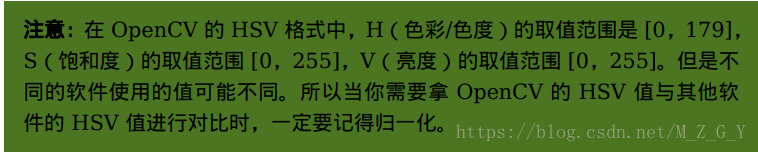 注意：在 OpenCV 的 HSV 格式中，H（色彩/色度）的取值范围是 [0，179]，
S（饱和度）的取值范围 [0，255]，V（亮度）的取值范围 [0，255]。但是不
同的软件使用的值可能不同。所以当你需要拿 OpenCV 的 HSV 值与其他软
件的 HSV 值进行对比时，一定要记得归一化。
https://blog.csdn.net/M_Z_G_Y